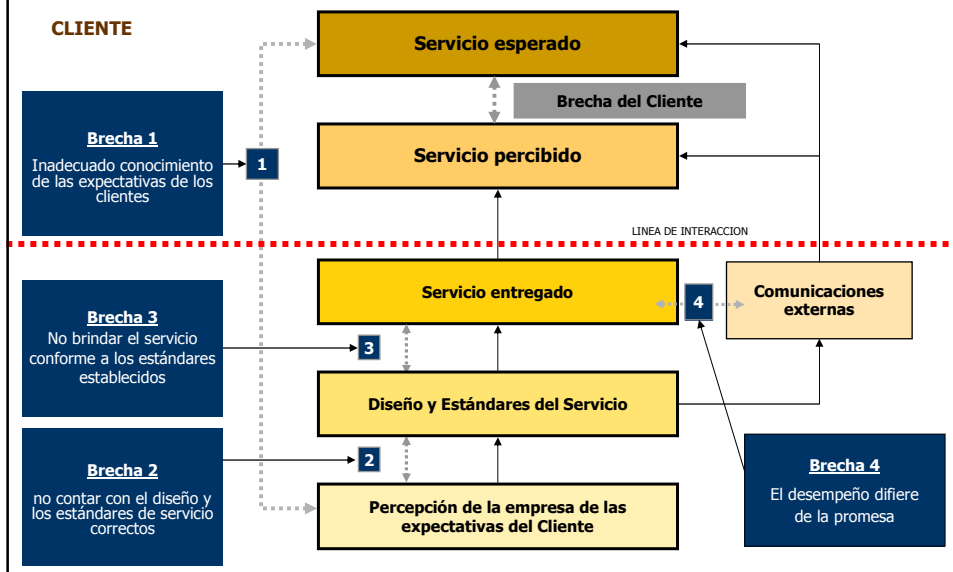 CLIENTE
Servicio esperado
Brecha del Cliente
Brecha 1
Inadecuado conocimiento
de las expectativas de los
clientes
1
Servicio percibido
LINEA DE INTERACCION
Servicio entregado
4
Comunicaciones
externas
Brecha 3
No brindar el servicio
conforme a los estándares
establecidos
3
Diseño y Estándares del Servicio
Brecha 2
no contar con el diseño y
los estándares de servicio
correctos
2
Percepción de la empresa de las
expectativas del Cliente
Brecha 4
El desempeño difiere
de la promesa